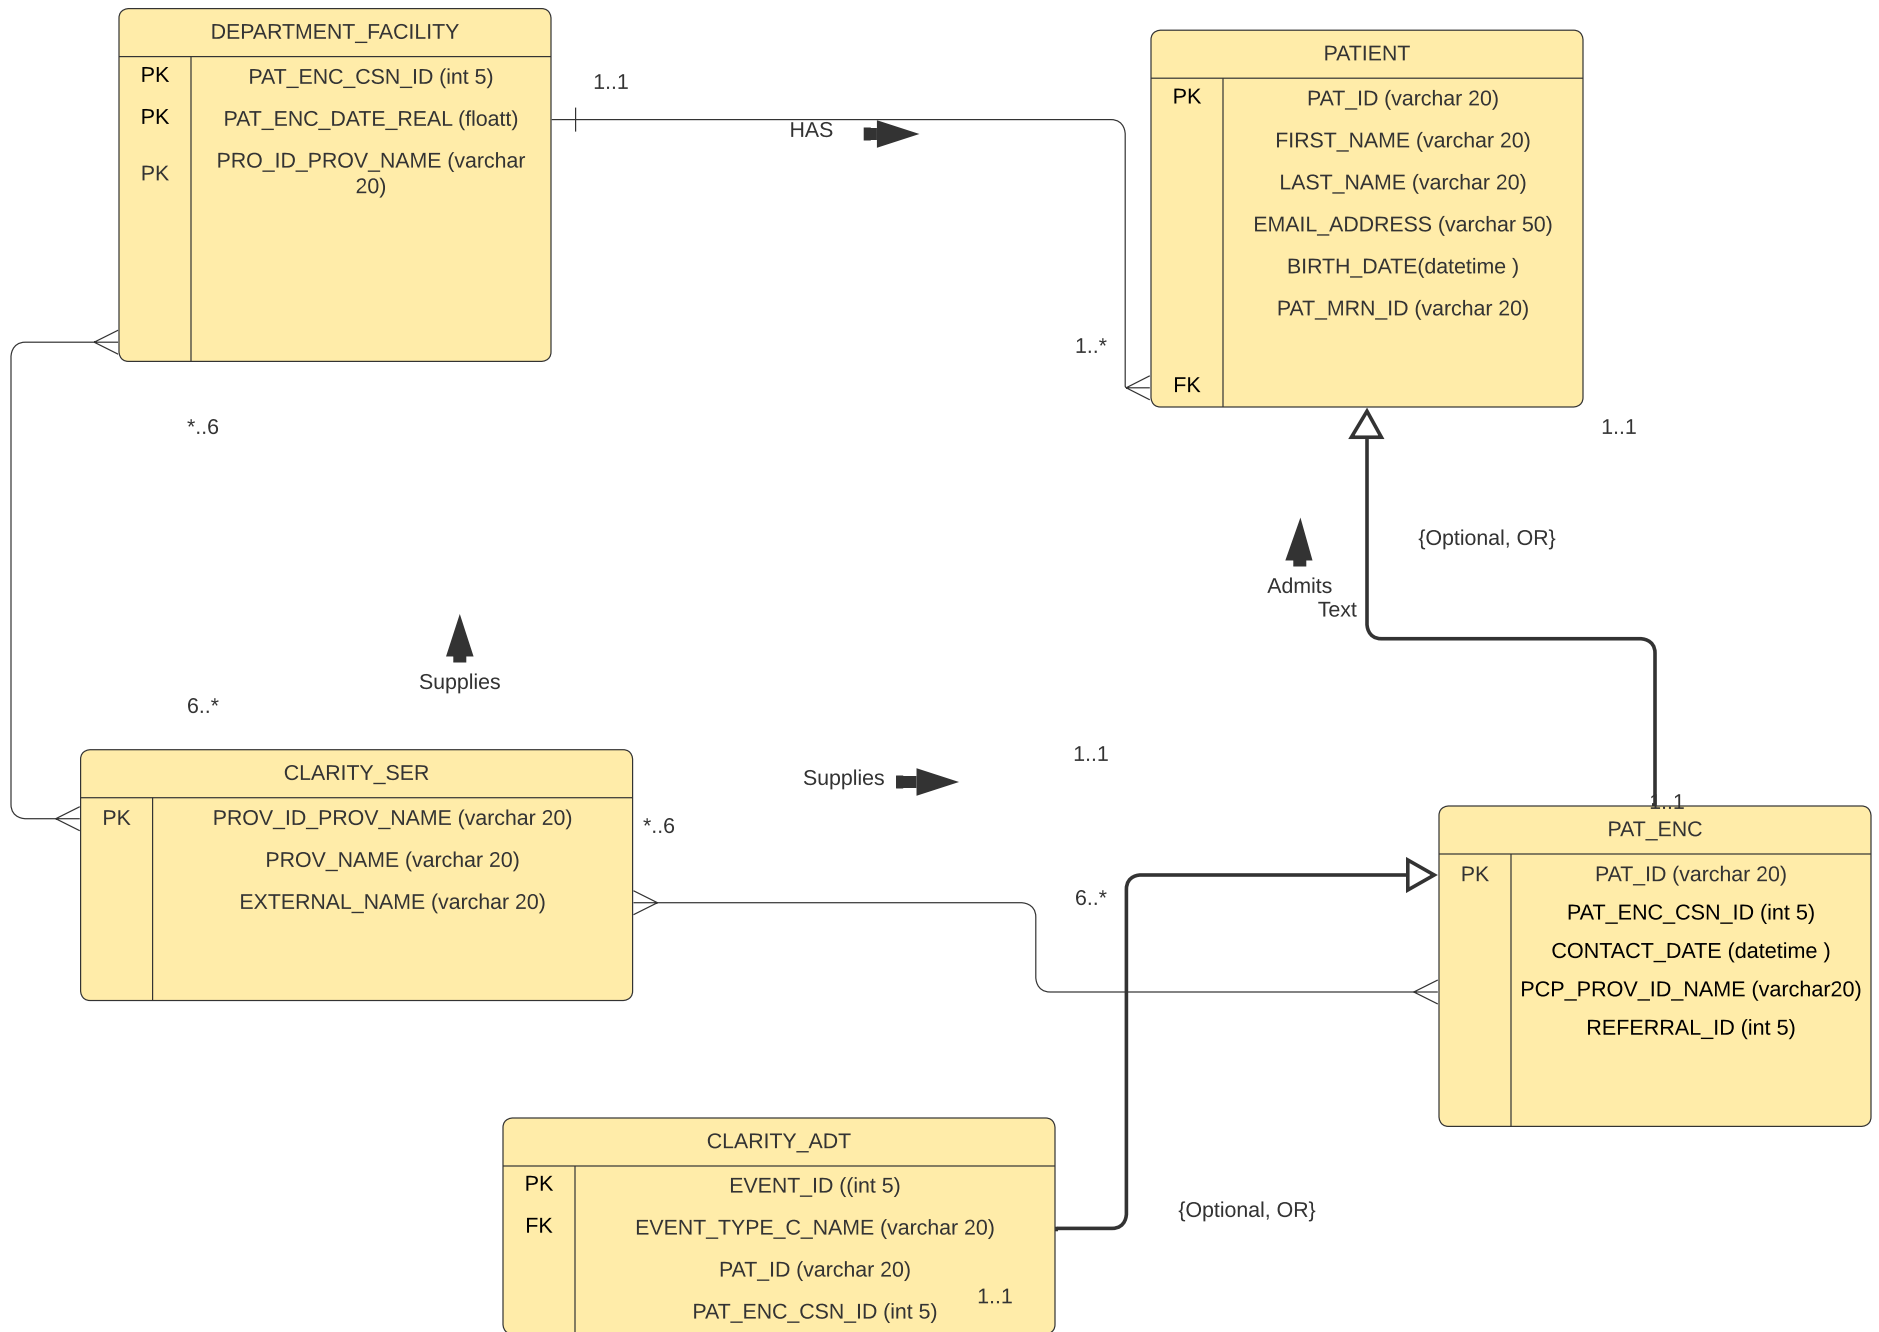 DEPARTMENT_FACILITY
PK PAT_ENC_CSN_ID (int 5)
PK PAT_ENC_DATE_REAL (floatt)
PK PRO_ID_PROV_NAME (varchar
20)
1..1
HAS
PATIENT
PK PAT_ID (varchar 20)
FIRST_NAME (varchar 20)
LAST_NAME (varchar 20)
EMAIL_ADDRESS (varchar 50)
BIRTH_DATE(datetime )
PAT_MRN_ID (varchar 20)
1..*
FK
*..6
1..1
{Optional, OR}
Admits
Text
Supplies
6..*
CLARITY_SER
PK PROV_ID_PROV_NAME (varchar 20)
PROV_NAME (varchar 20)
EXTERNAL_NAME (varchar 20)
Supplies
1..1
*..6
6..*
1..1
PAT_ENC
PK PAT_ID (varchar 20)
PAT_ENC_CSN_ID (int 5)
CONTACT_DATE (datetime )
PCP_PROV_ID_NAME (varchar20)
REFERRAL_ID (int 5)
CLARITY_ADT
PK EVENT_ID ((int 5)
FK EVENT_TYPE_C_NAME (varchar 20)
PAT_ID (varchar 20)
PAT_ENC_CSN_ID (int 5)
1..1
{Optional, OR}